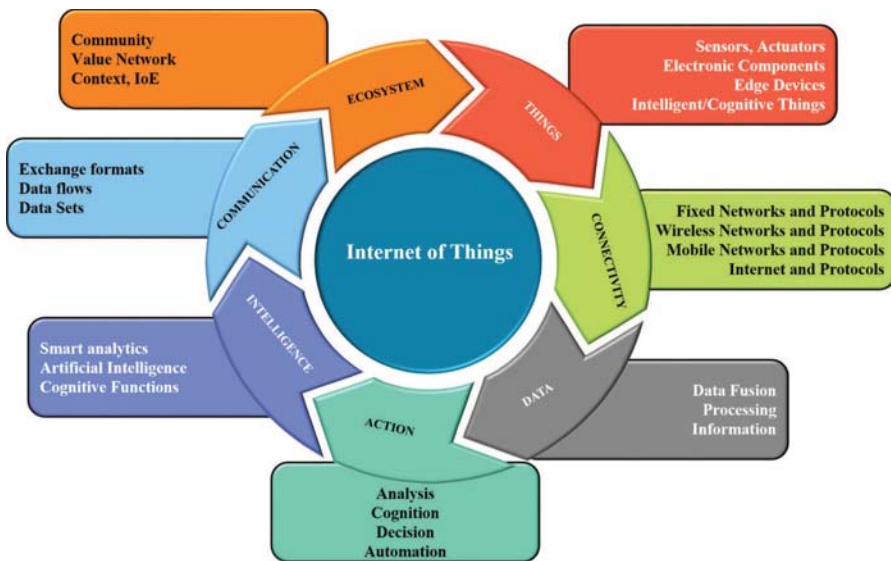 Community
Value Network
Context, IoE
ECOSYSTEM
THINGS
Sensors, Actuators
Electronic Components
Edge Devices
Intelligent/Cognitive Things
CONNECTIVITY
Fixed Networks and Protocols
Wireless Networks and Protocols
Mobile Networks and Protocols
Internet and Protocols
DATA
Data Fusion
Processing
Information
ACTION
Analysis
Cognition
Decision
Automation
INTELLIGENCE
Smart analytics
Artificial Intelligence
Cognitive Functions
COMMUNICATION
Exchange formats
Data flows
Data Sets
Internet of Things